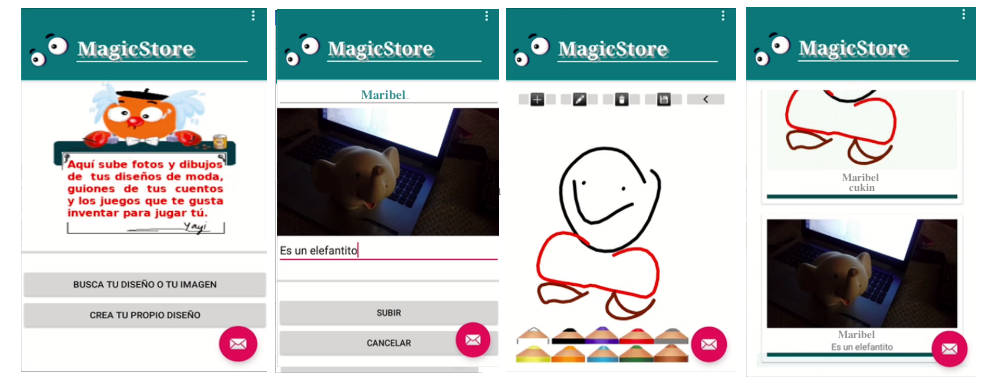 MagicStore
Aquí sube fotos y dibujos
de tus diseños de moda,
guiones de tus cuentos
y los juegos que te gusta
inventar para jugar tú.
Yayi
BUSCA TU DISEÑO O TU IMAGEN
CREA TU PROPIO DISEÑO
MagicStore
Maribel
Es un elefantito
SUBIR
CANCELAR
MagicStore
MagicStore
Maribel
cukin
Maribel
Es un elefantito